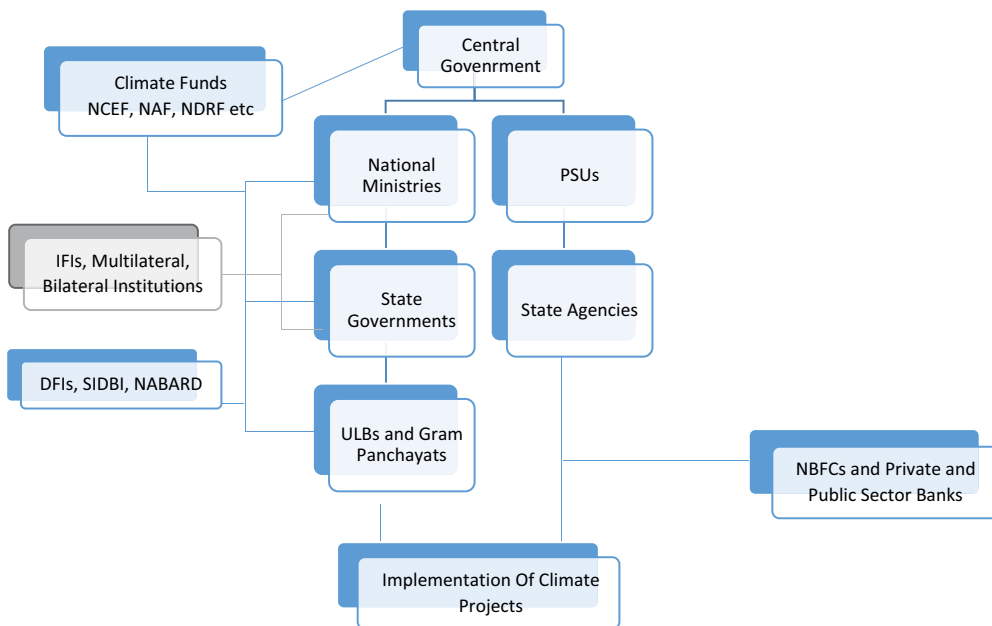 Central
Govenrment
Climate Funds
NCEF, NAF, NDRF etc
National
Ministries
PSUs
IFIs, Multilateral,
Bilateral Institutions
State
Governments
State Agencies
DFIs, SIDBI, NABARD
ULBs and Gram
Panchayats
NBFCs and Private and
Public Sector Banks
Implementation Of Climate
Projects